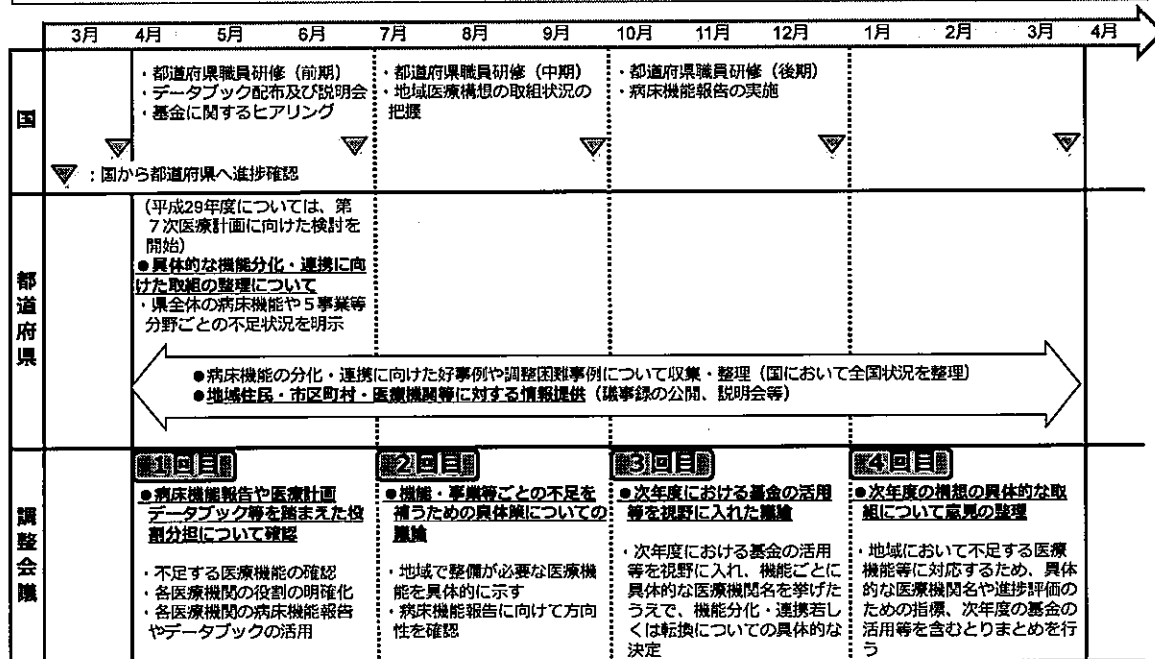 3月 4月 5月 6月 7月 8月 9月 10月 11月 12月 1月 2月 3月 4月
国
・都道府県職員研修（前期）
・データブック配布及び説明会
・基金に関するヒアリング
・都道府県職員研修（中期）
・地域医療構想の取組状況の
把握
・都道府県職員研修（後期）
・病床機能報告の実施
：国から都道府県へ進捗確認
都道府県
（平成29年度については、第
７次医療計画に向けた検討を
開始）
●具体的な機能分化・連携に向
けた取組の整理について
・県全体の病床機能や５事業等
分野ごとの不足状況を明示
●病床機能の分化・連携に向けた好事例や調整困難事例について収集・整理（国において全国状況を整理）
●地域住民・市区町村・医療機関等に対する情報提供（議事録の公開、説明会等）
調整会議
1回目
●病床機能報告や医療計画
データブック等を踏まえた役
割分担について確認
・不足する医療機能の確認
・各医療機関の役割の明確化
・各医療機関の病床機能報告
やデータブックの活用
2回目
●機能・事業等ごとの不足を
補うための具体策についての
議論
・地域で整備が必要な医療機
能を具体的に示す
・病床機能報告に向けて方向
性を確認
3回目
●次年度における基金の活用
等を視野に入れた議論
・次年度における基金の活用
等を視野に入れ、機能ごとに
具体的な医療機関名を挙げた
うえで、機能分化・連携若し
くは転換についての具体的な
決定
4回目
●次年度の構想の具体的な取
組について意見の整理
・地域において不足する医療
機能等に対応するため、具体
的な医療機関名や進捗評価の
ための指標、次年度の基金の
活用等を含むとりまとめを行
う